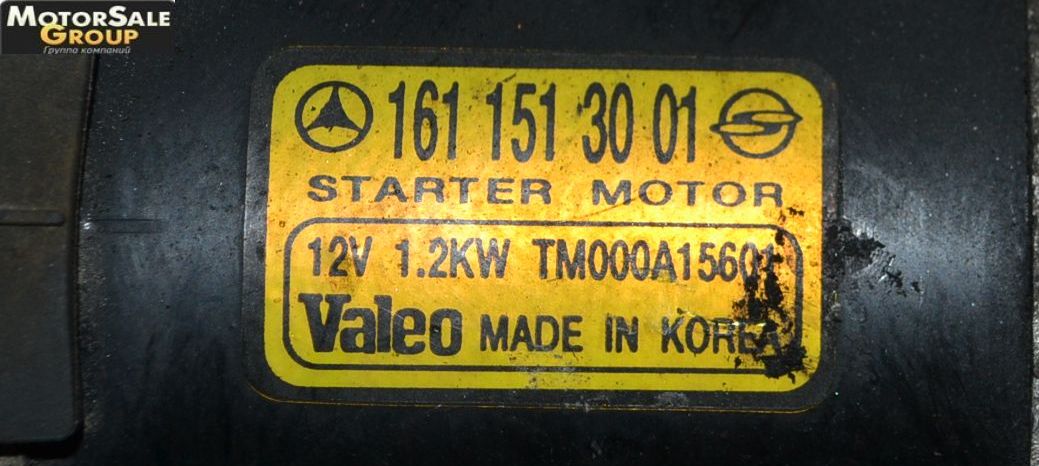 MotorSale
Group
Группа компаний
161 151 30 01
STARTER MOTOR
12V 1.2KW TM000A15601
Valeo MADE IN KOREA